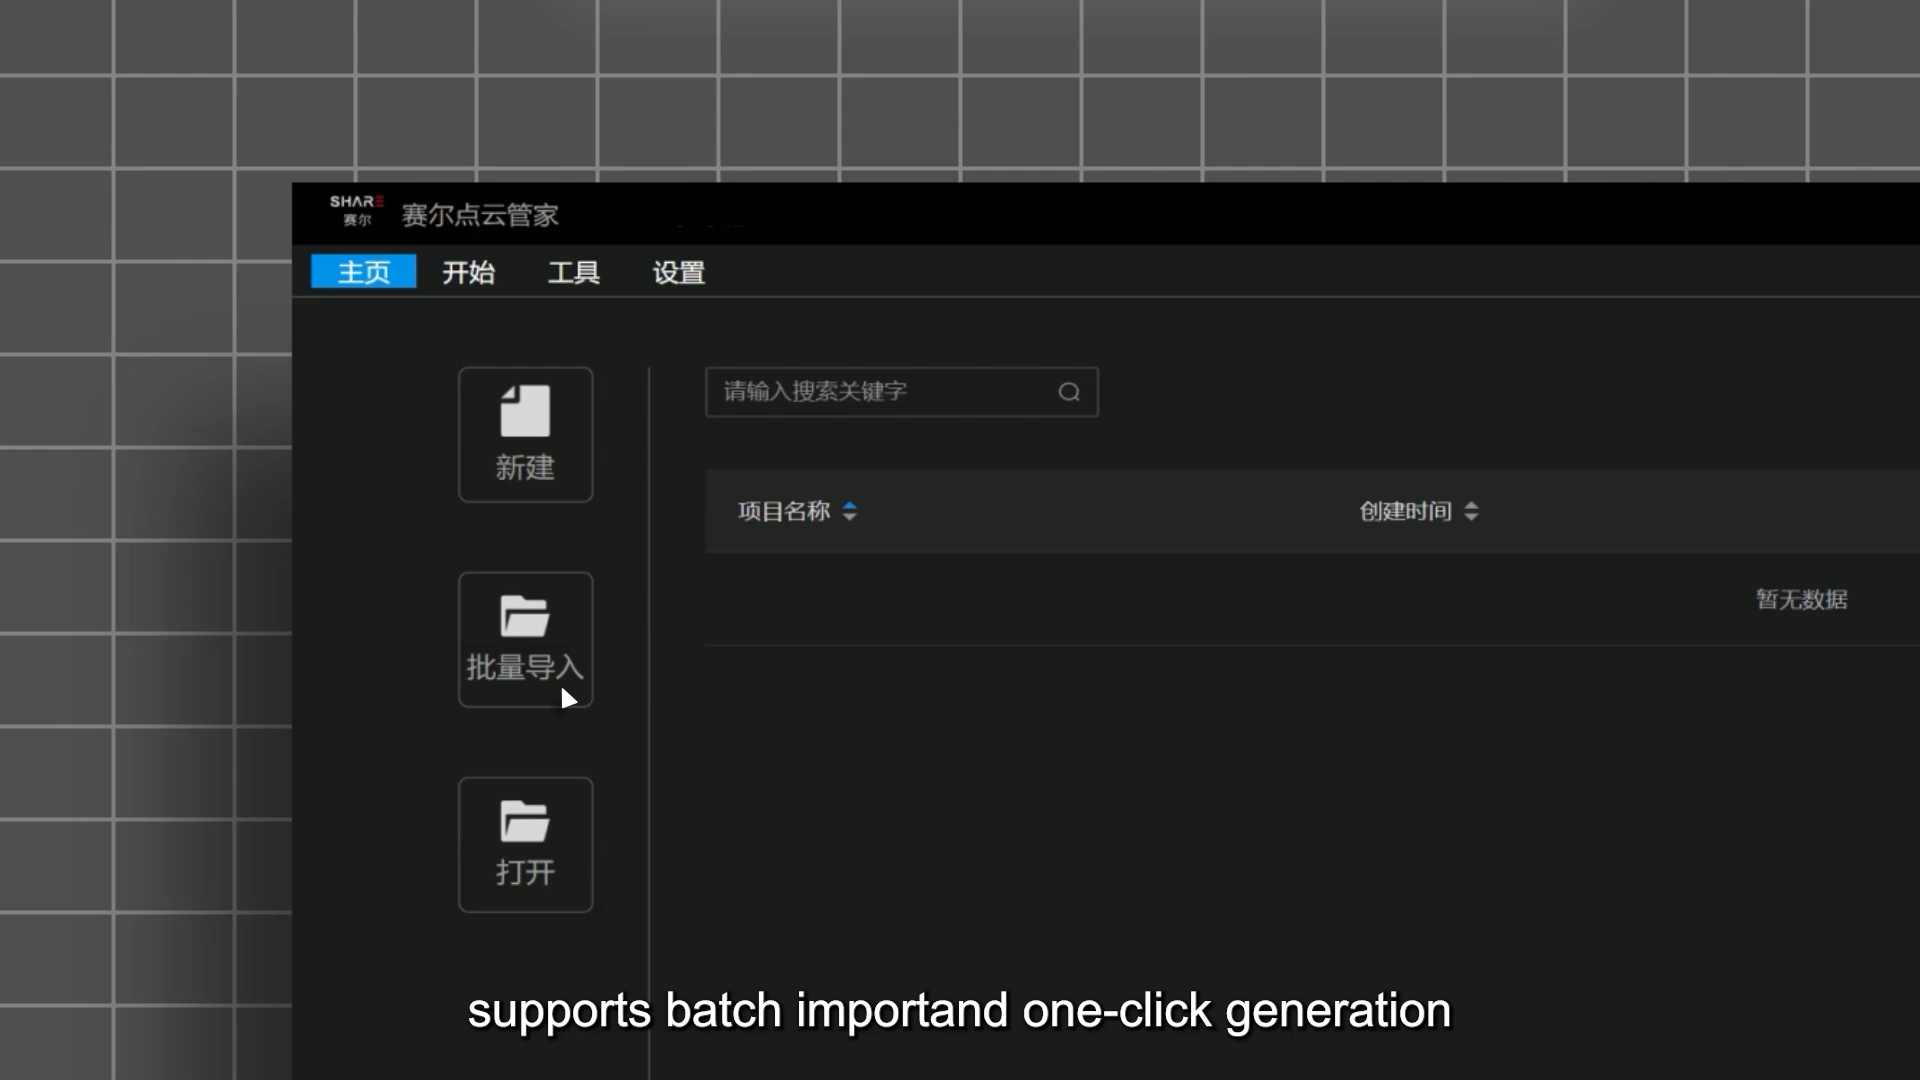 SHARE
赛尔
赛尔点云管家
主页 开始 工具 设置
新建
请输入搜索关键字
项目名称 创建时间
暂无数据
批量导入
打开
supports batch importand one-click generation